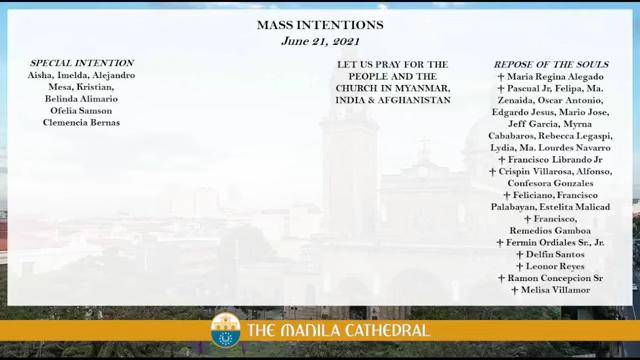 MASS INTENTIONS
June 21, 2021
SPECIAL INTENTION
Aisha, Imelda, Alejandro
Mesa, Kristian,
Belinda Alimario
Ofelia Samson
Clemencia Bernas
LET US PRAY FOR THE
PEOPLE AND THE
CHURCH IN MYANMAR,
INDIA & AFGHANISTAN
REPOSE OF THE SOULS
✝ Maria Regina Alegado
✝ Pascual Jr, Felipa, Ma.
Zenaida, Oscar Antonio,
Edgardo Jesus, Mario Jose,
Jeff Garcia, Myrna
Cababaros, Rebecca Legaspi,
Lydia, Ma. Lourdes Navarro
✝ Francisco Librando Jr
✝ Crispin Villarosa, Alfonso,
Confesora Gonzales
✝ Feliciano, Francisco
Palabayan, Estelita Malicad
✝ Francisco,
Remedios Gamboa
✝ Fermin Ordiales Sr., Jr.
✝ Delfin Santos
✝ Leonor Reyes
✝ Ramon Concepcion Sr
✝ Melisa Villamor
THE MANILA CATHEDRAL